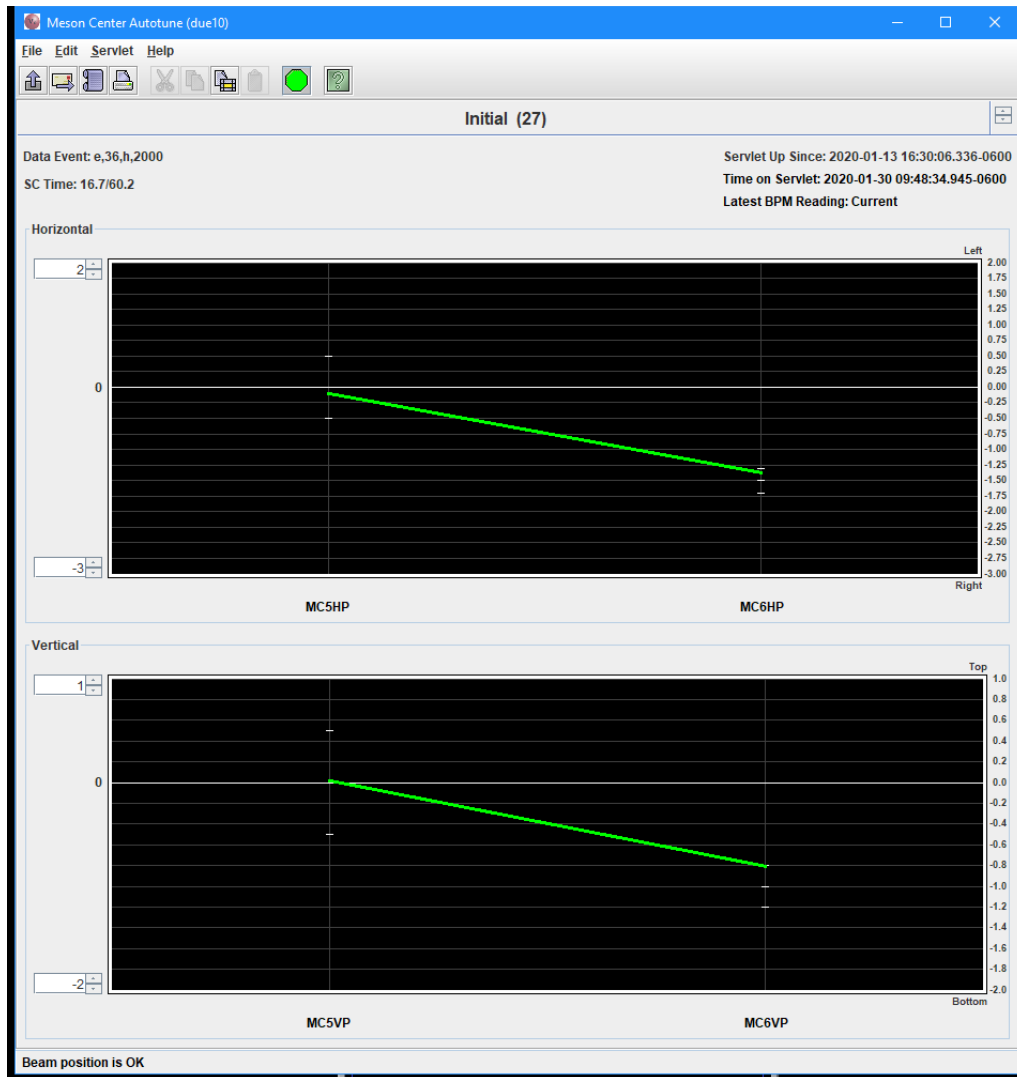 Meson Center Autotune (due10)
File Edit Servlet Help
Initial (27)
Data Event: e,36,h,2000
Servlet Up Since: 2020-01-13 16:30:06.336-0600
SC Time: 16.7/60.2
Time on Servlet: 2020-01-30 09:48:34.945-0600
Latest BPM Reading: Current
Horizontal
Left
2
0
-3
2.00
1.75
1.50
1.25
1.00
0.75
0.50
0.25
0.00
-0.25
-0.50
-0.75
-1.00
-1.25
-1.50
-1.75
-2.00
-2.25
-2.50
-2.75
-3.00
Right
MC5HP MC6HP
Vertical
Top
1
0
-2
1.0
0.8
0.6
0.4
0.2
0.0
-0.2
-0.4
-0.6
-0.8
-1.0
-1.2
-1.4
-1.6
-1.8
-2.0
Bottom
MC5VP MC6VP
Beam position is OK